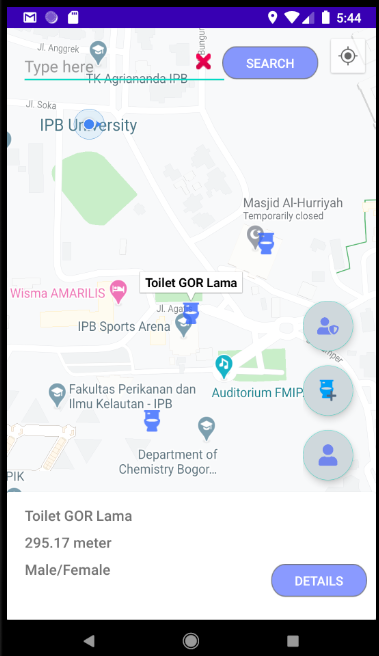 5:44
Jl. Anggrek
Bungur
Type here
SEARCH
TK Agriananda IPB
Jl. Soka
IPB University
Masjid Al-Hurriyah
Temporarily closed
Toilet GOR Lama
Wisma AMARILIS
Jl. Aga
IPB Sports Arena
Auditorium FMIP
Fakultas Perikanan dan
Ilmu Kelautan - IPB
Department of
Chemistry Bogor...
PIK
Toilet GOR Lama
295.17 meter
Male/Female
DETAILS